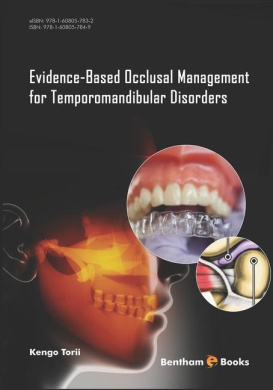 eISBN: 978-1-60805-783-2
ISBN: 978-1-60805-784-9
Evidence-Based Occlusal Management
for Temporomandibular Disorders
Kengo Torii
Bentham e Books